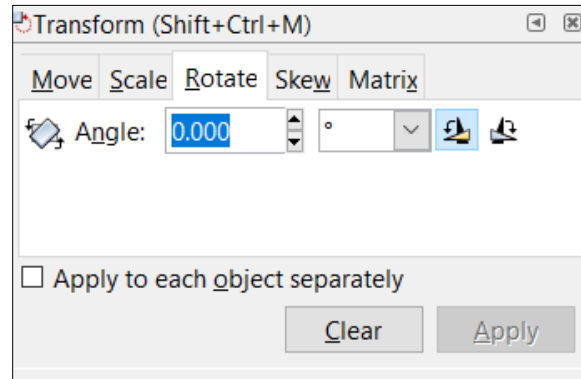 Transform (Shift+Ctrl+M)
Move Scale Rotate Skew Matrix
Angle: 0.000 °
Apply to each object separately
Clear Apply